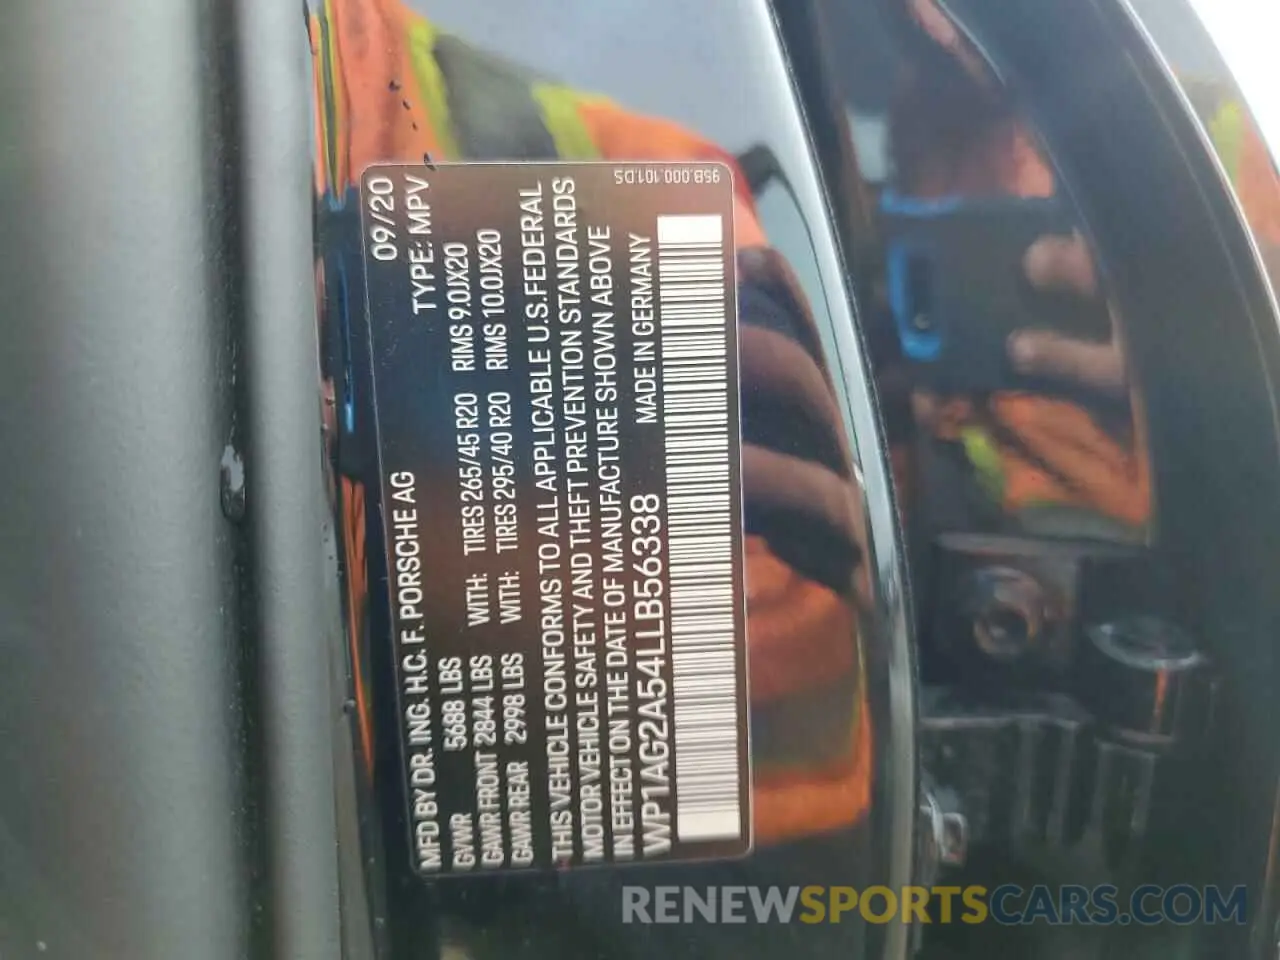 MFD BY DR. ING. H.C. F. PORSCHE AG 09/20
GVWR 5688 LBS TYPE: MPV
GAWR FRONT 2844 LBS WITH: TIRES 265/45 R20 RIMS 9.0JX20
GAWR REAR 2998 LBS WITH: TIRES 295/40 R20 RIMS 10.0JX20
THIS VEHICLE CONFORMS TO ALL APPLICABLE U.S. FEDERAL
MOTOR VEHICLE SAFETY AND THEFT PREVENTION STANDARDS
IN EFFECT ON THE DATE OF MANUFACTURE SHOWN ABOVE
WP1AG2A54LLB56338 MADE IN GERMANY
95B.000.101.DS
RENEWSPORTSCARS.COM